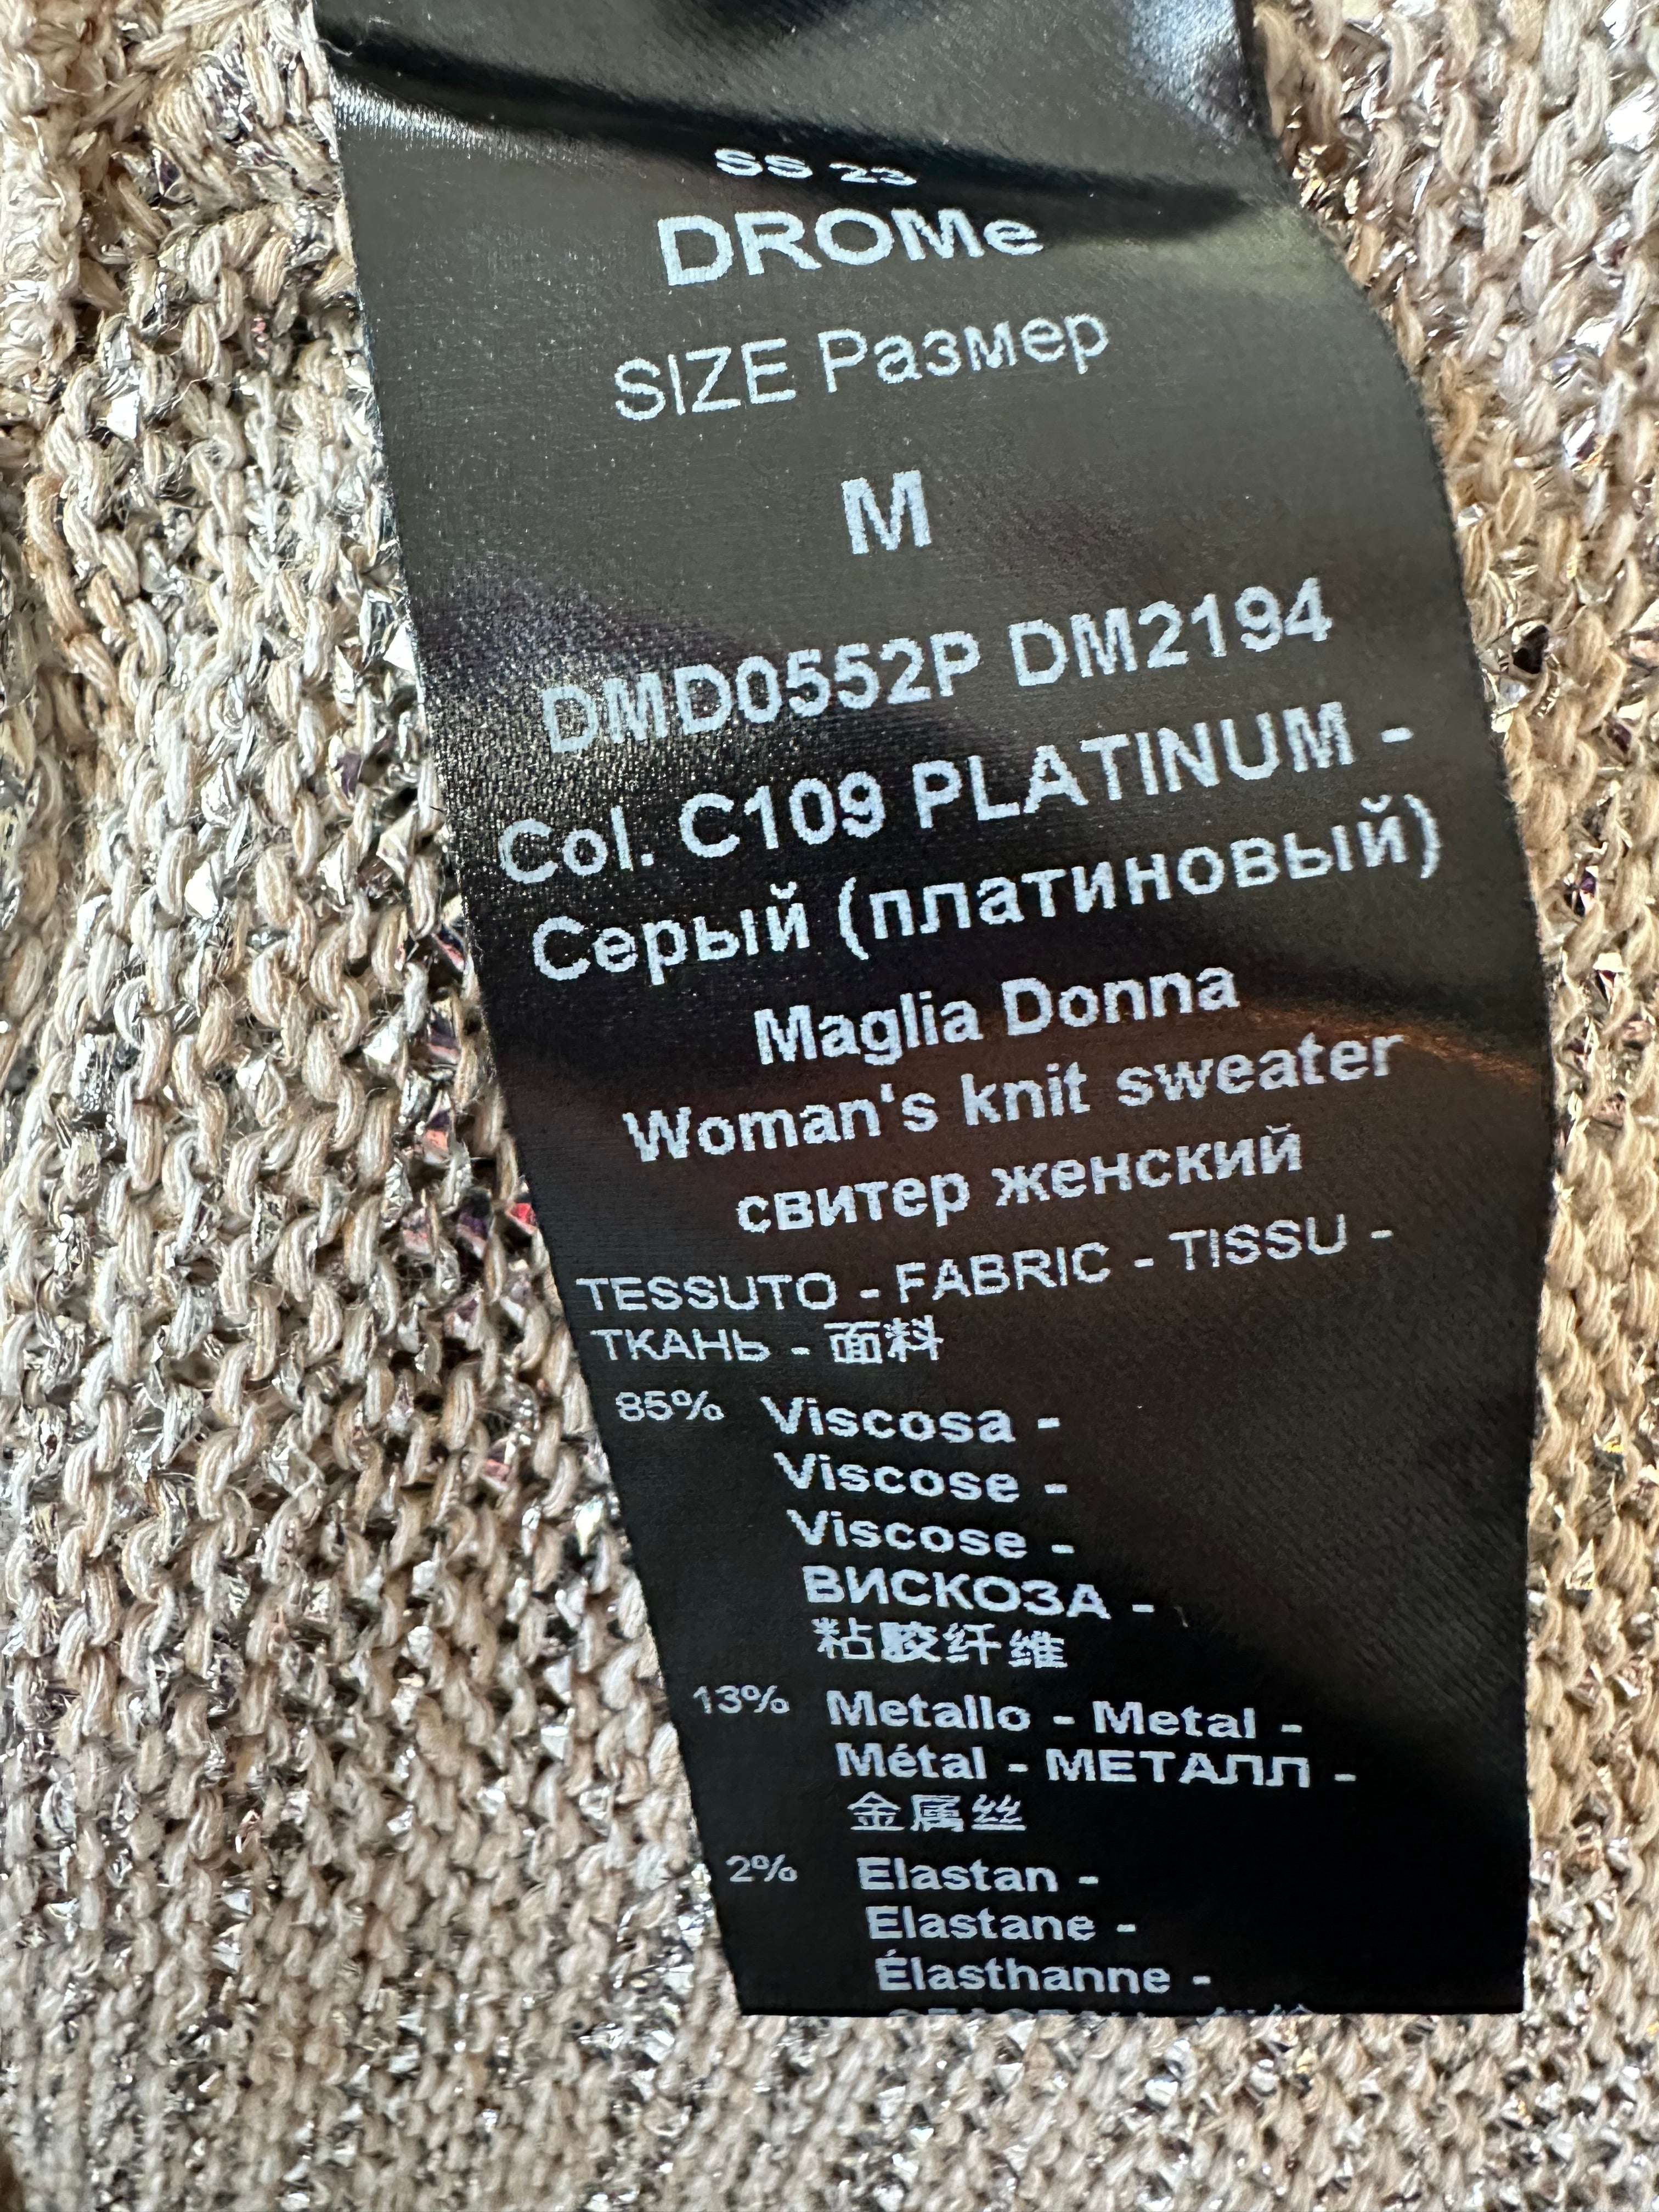 SS 23
DROMe
SIZE Размер
M
DMD0552P DM2194
Col. C109 PLATINUM -
Серый (платиновый)
Maglia Donna
Woman's knit sweater
свитер женский
TESSUTO - FABRIC - TISSU -
ТКАНЬ - 面料
85% Viscosa -
Viscose -
Viscose -
ВИСКОЗА -
粘胶纤维
13% Metallo - Metal -
Métal - МЕТАЛЛ -
金属丝
2% Elastan -
Elastane -
Élasthanne -